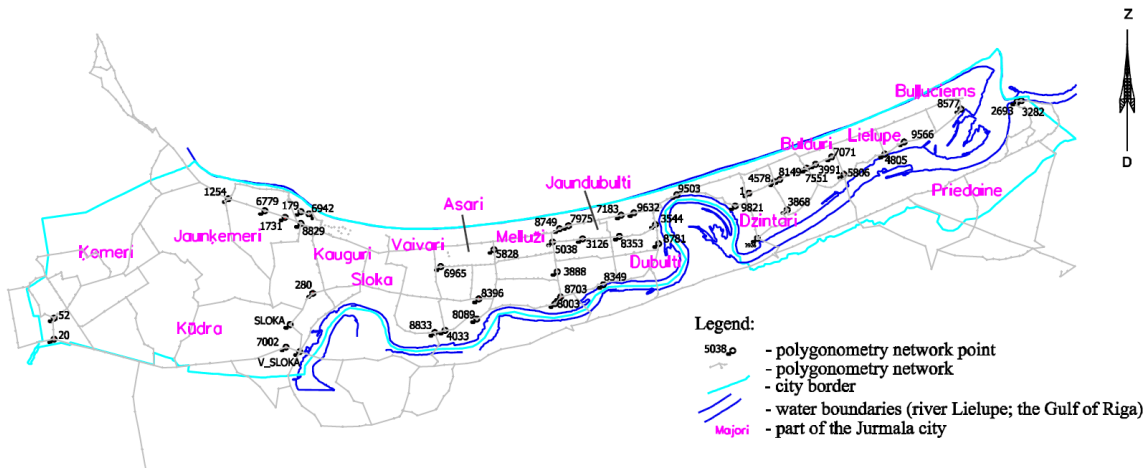 Z
Buļļuciems
8577
2693
3282
Lielupe
9566
Bulduri
7071
4805
4578
8149
3991
7551
5806
Priedaine
D
1254
6779
179
6942
1731
8829
Jaunķemeri
Ķemeri
Kauguri
Asari
Jaundubulti
9503
1
7183
9632
9821
3868
8749
7975
3544
Dzintari
Vaivari
Melluži
5038
3126
8353
8781
5828
Dubulti
Sloka
6965
3888
280
8349
8703
8396
8003
52
Kūdra
SLOKA
8089
20
7002
8833
4033
V_SLOKA
Legend:
5038 - polygonometry network point
- polygonometry network
- city border
- water boundaries (river Lielupe; the Gulf of Riga)
Majori - part of the Jurmala city